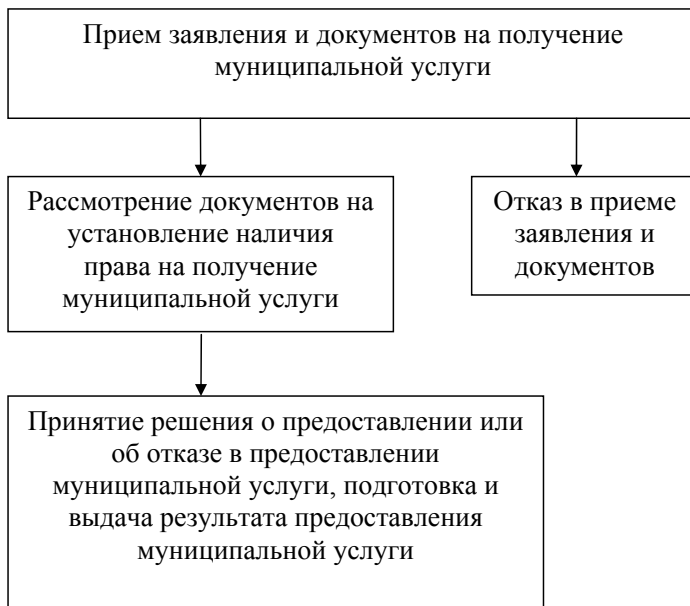 Прием заявления и документов на получение
муниципальной услуги
Рассмотрение документов на
установление наличия
права на получение
муниципальной услуги
Отказ в приеме
заявления и
документов
Принятие решения о предоставлении или
об отказе в предоставлении
муниципальной услуги, подготовка и
выдача результата предоставления
муниципальной услуги